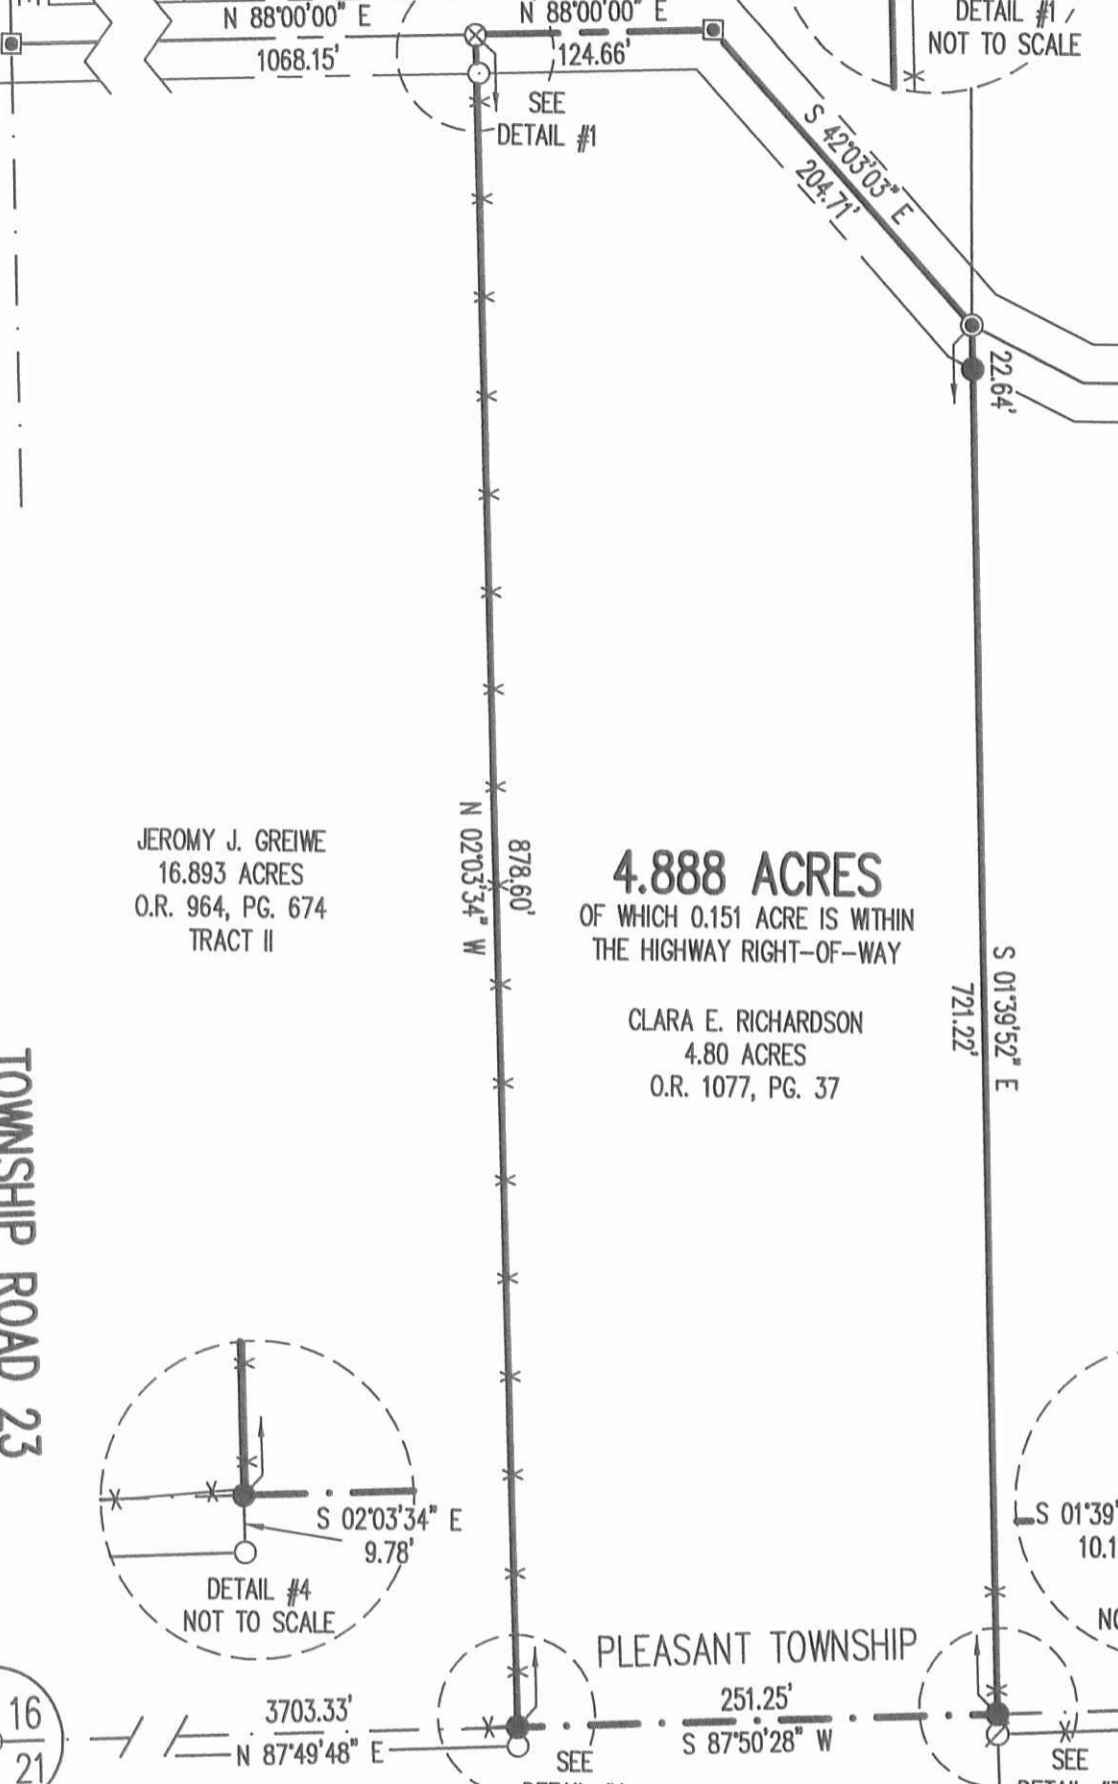 N 88°00'00" E
1068.15'
N 88°00'00" E
124.66'
DETAIL #1
NOT TO SCALE
SEE
DETAIL #1
S 42°03'03" E
204.71'
22.64'
JEROMY J. GREIWE
16.893 ACRES
O.R. 964, PG. 674
TRACT II
N 02°03'34" W
878.60'
4.888 ACRES
OF WHICH 0.151 ACRE IS WITHIN
THE HIGHWAY RIGHT-OF-WAY
CLARA E. RICHARDSON
4.80 ACRES
O.R. 1077, PG. 37
S 01°39'52" E
721.22'
TOWNSHIP ROAD 23
S 02°03'34" E
9.78'
DETAIL #4
NOT TO SCALE
S 01°39'
10.1
PLEASANT TOWNSHIP
16
21
3703.33'
N 87°49'48" E
251.25'
S 87°50'28" W
SEE
SEE